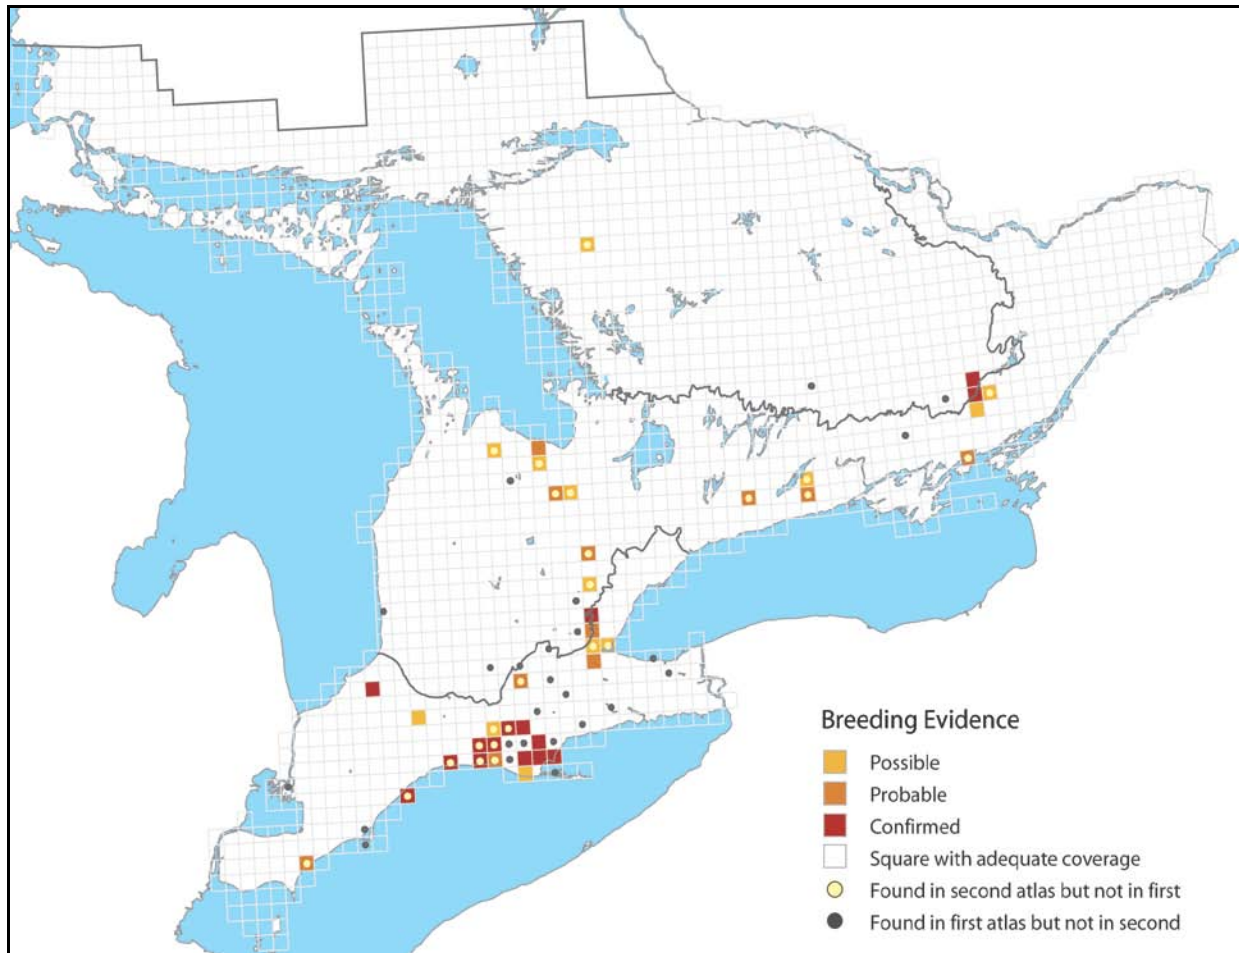 Breeding Evidence
Possible
Probable
Confirmed
Square with adequate coverage
Found in second atlas but not in first
Found in first atlas but not in second